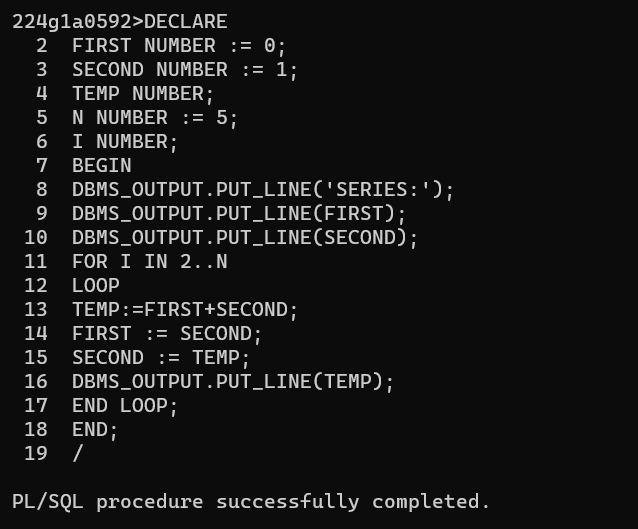 224g1a0592>DECLARE
  2  FIRST NUMBER := 0;
  3  SECOND NUMBER := 1;
  4  TEMP NUMBER;
  5  N NUMBER := 5;
  6  I NUMBER;
  7  BEGIN
  8  DBMS_OUTPUT.PUT_LINE('SERIES:');
  9  DBMS_OUTPUT.PUT_LINE(FIRST);
 10  DBMS_OUTPUT.PUT_LINE(SECOND);
 11  FOR I IN 2..N
 12  LOOP
 13  TEMP:=FIRST+SECOND;
 14  FIRST := SECOND;
 15  SECOND := TEMP;
 16  DBMS_OUTPUT.PUT_LINE(TEMP);
 17  END LOOP;
 18  END;
 19  /
PL/SQL procedure successfully completed.